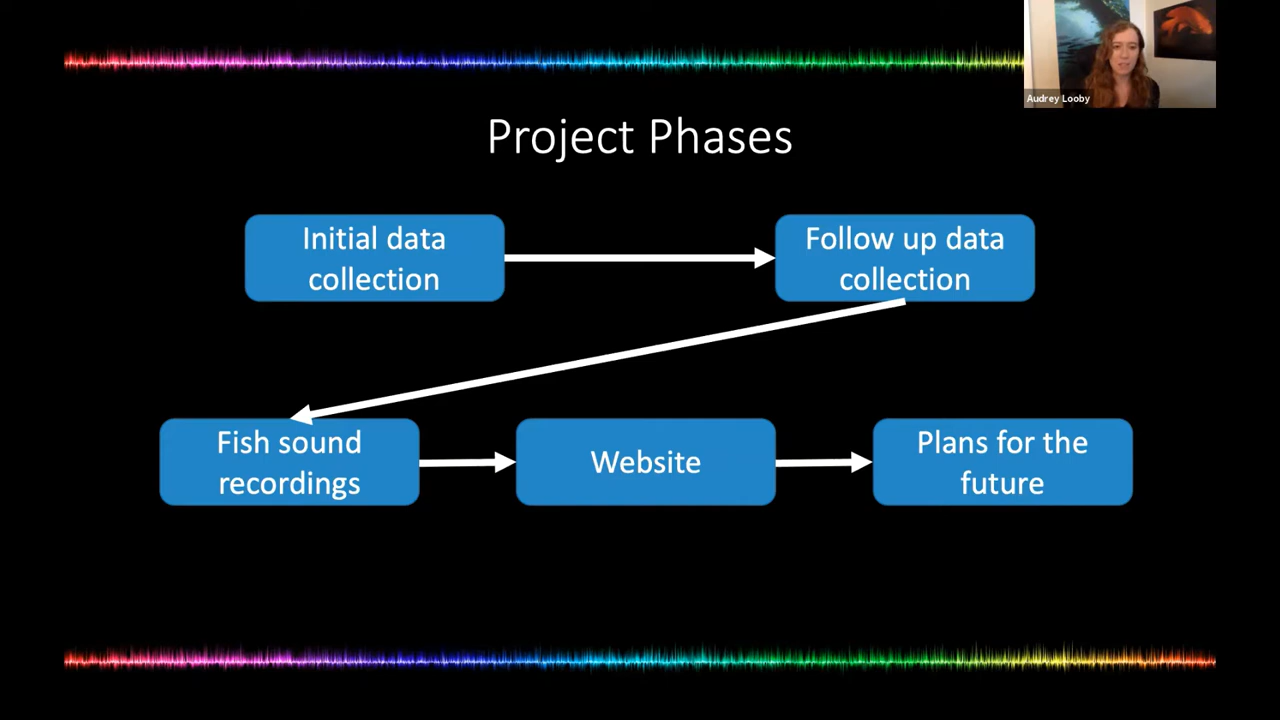 Audrey Looby
Project Phases
Initial data
collection
Follow up data
collection
Fish sound
recordings
Website
Plans for the
future